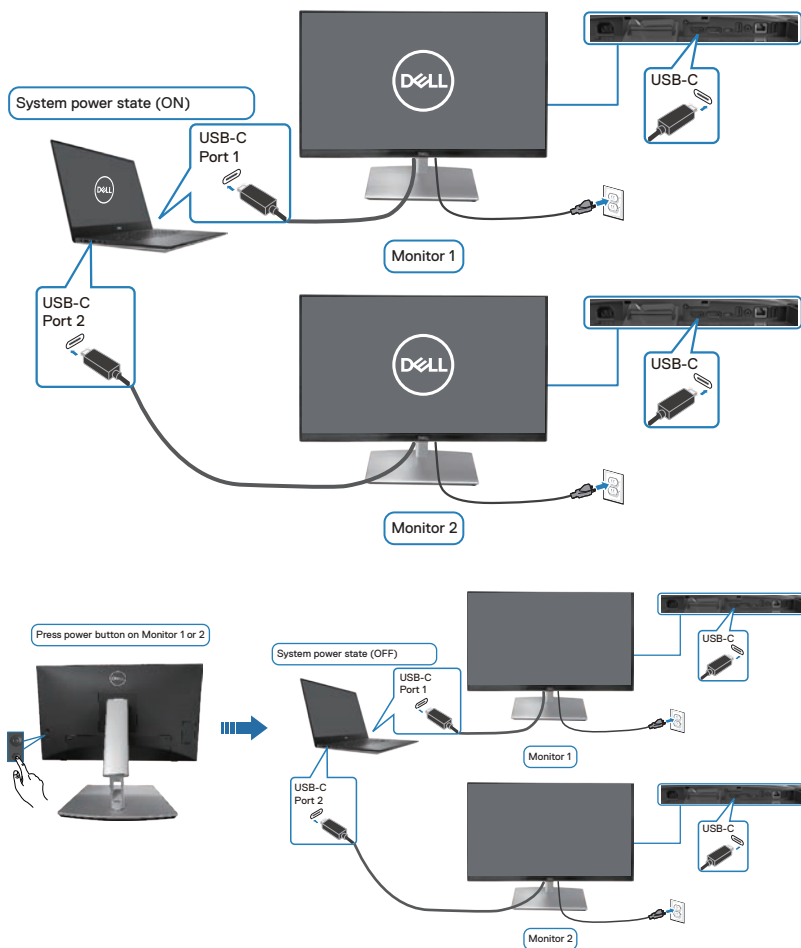 DELL
USB-C
System power state (ON)
USB-C
Port 1
DELL
Monitor 1
USB-C
Port 2
DELL
USB-C
Monitor 2
Press power button on Monitor 1 or 2
DELL
System power state (OFF)
USB-C
Port 1
USB-C
Monitor 1
USB-C
Port 2
USB-C
Monitor 2